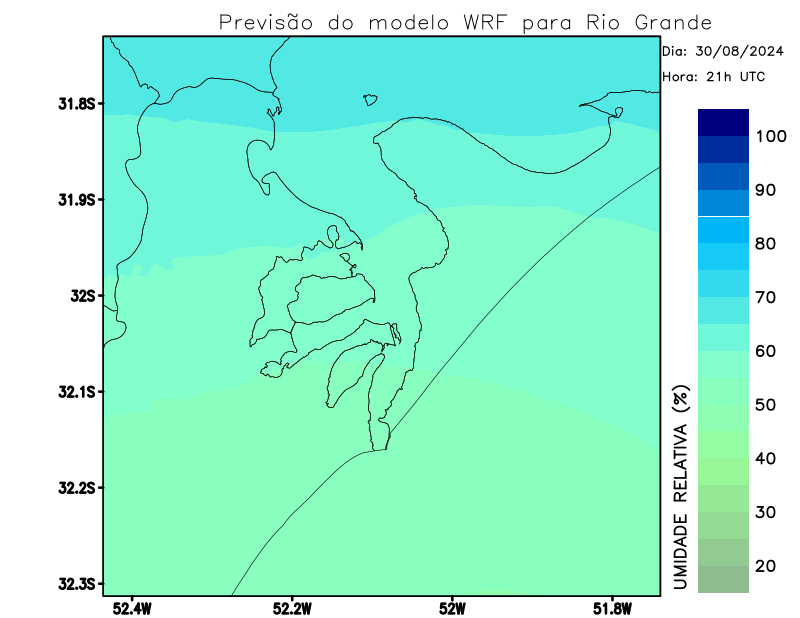 Previsão do modelo WRF para Rio Grande
Dia: 30/08/2024
Hora: 21h UTC
31.8S
31.9S
32S
32.1S
32.2S
32.3S
52.4W
52.2W
52W
51.8W
100
90
80
70
60
50
40
30
20
UMIDADE RELATIVA (%)